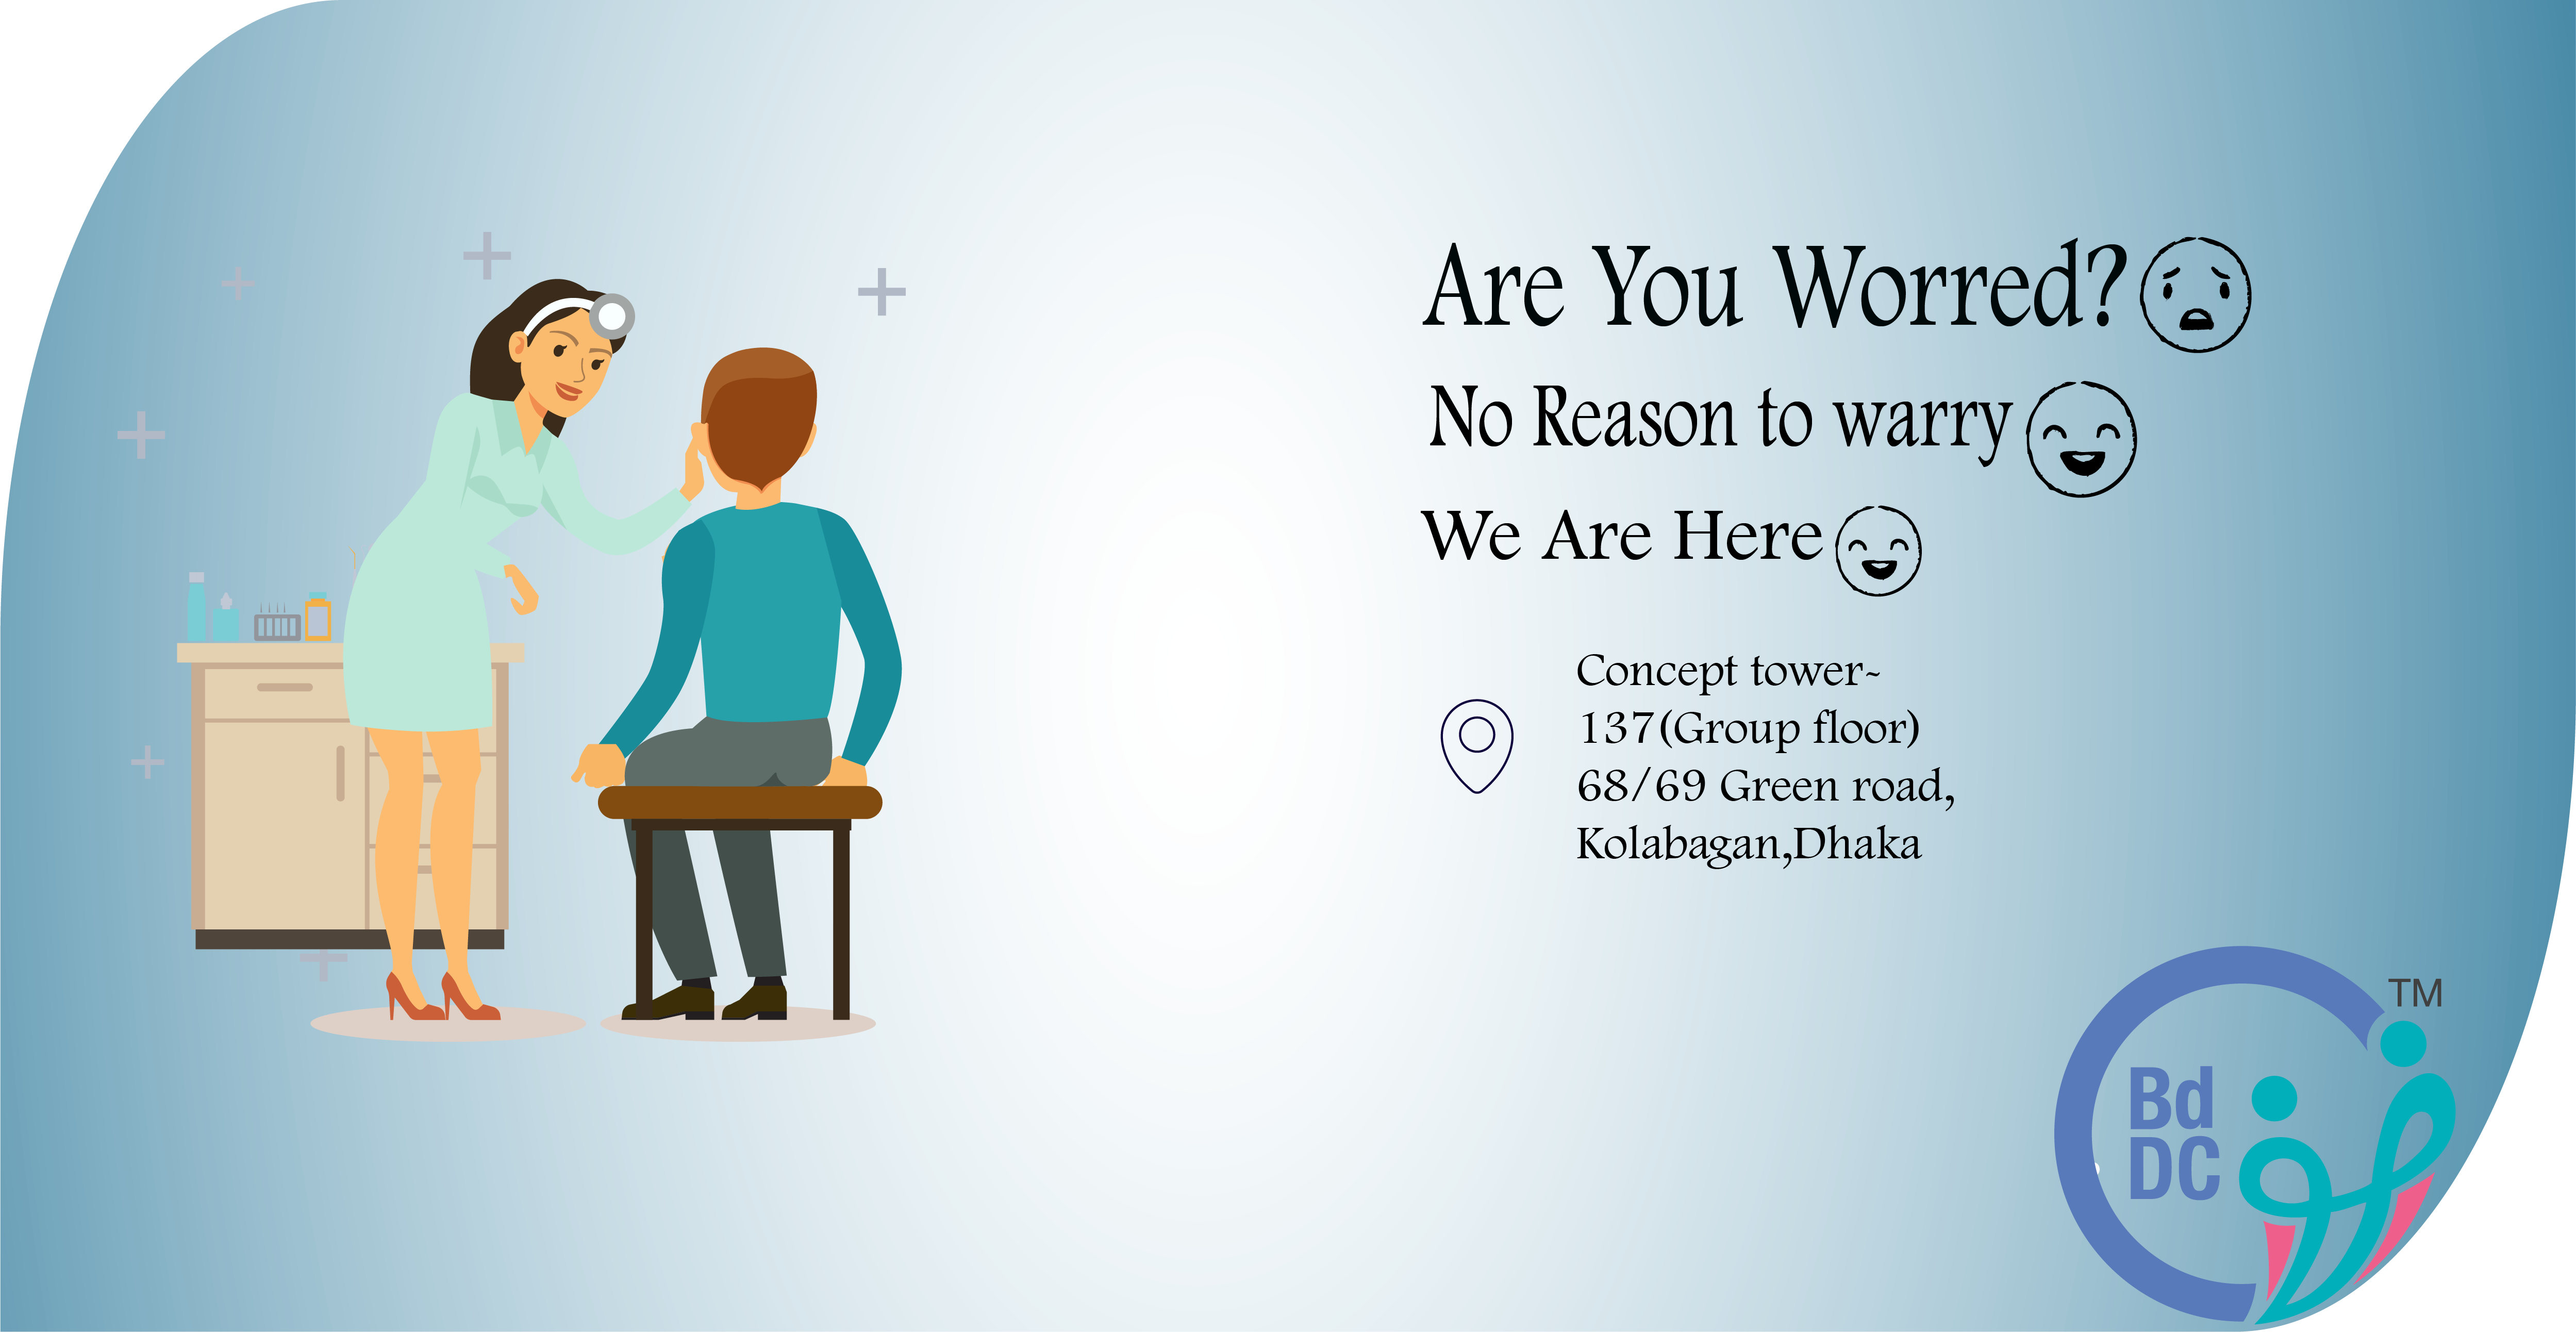 Are You Worred?
No Reason to warry
We Are Here
Concept tower-
137(Group floor)
68/69 Green road,
Kolabagan,Dhaka
TM
Bd
DC